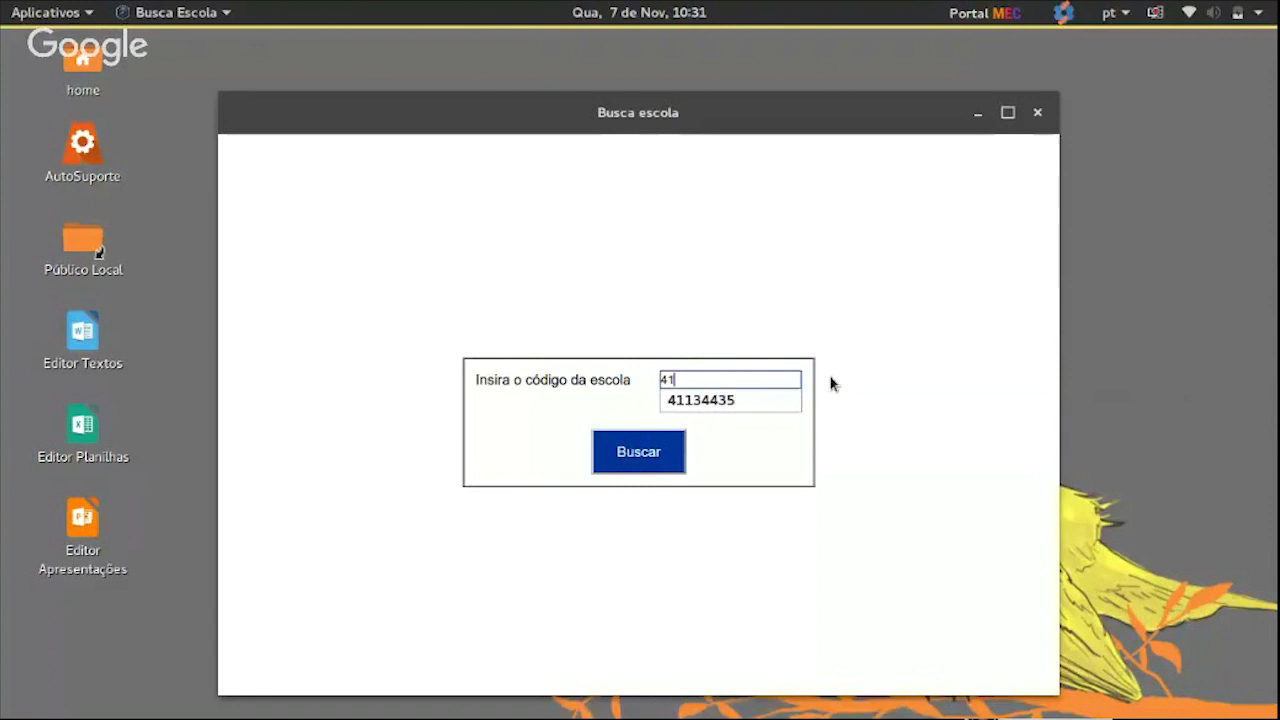 Aplicativos Busca Escola Qua, 7 de Nov, 10:31 Portal MEC pt
Google
home
AutoSuporte
Público Local
Editor Textos
Editor Planilhas
Editor
Apresentações
Busca escola
Insira o código da escola 41
41134435
Buscar